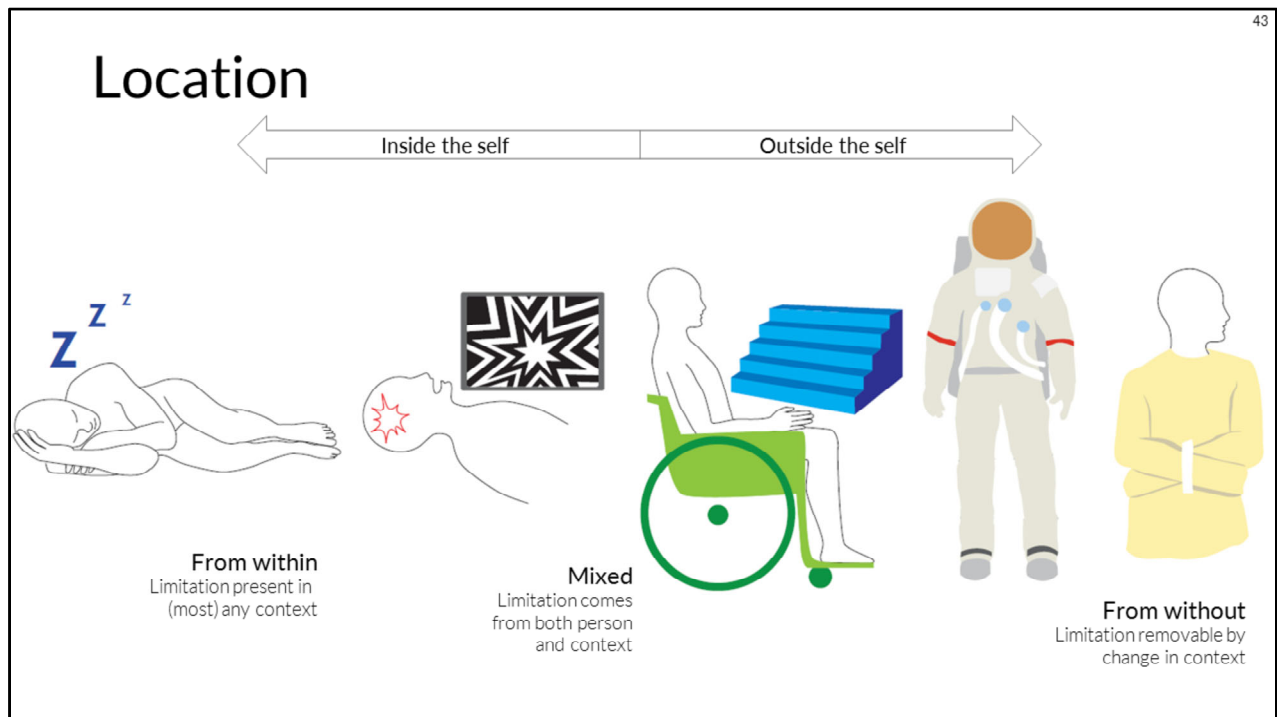 43
Location
Inside the self
Outside the self
Z
Z
Z
From within
Limitation present in
(most) any context
Mixed
Limitation comes
from both person
and context
From without
Limitation removable by
change in context